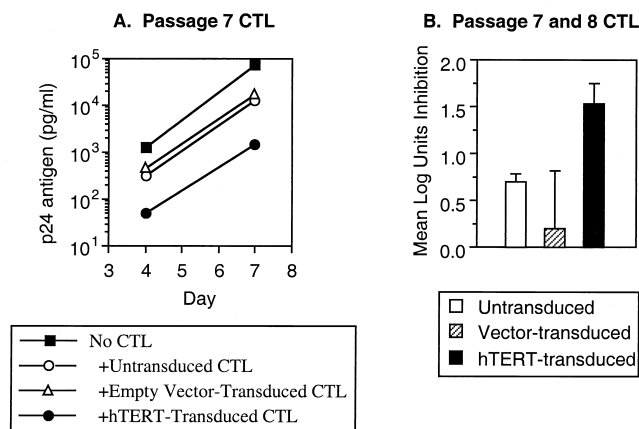 A. Passage 7 CTL
p24 antigen (pg/ml)
10^5
10^4
10^3
10^2
10^1
3 4 5 6 7 8
Day
No CTL
+Untransduced CTL
+Empty Vector-Transduced CTL
+hTERT-Transduced CTL
B. Passage 7 and 8 CTL
Mean Log Units Inhibition
2.0
1.5
1.0
0.5
0.0
Untransduced
Vector-transduced
hTERT-transduced